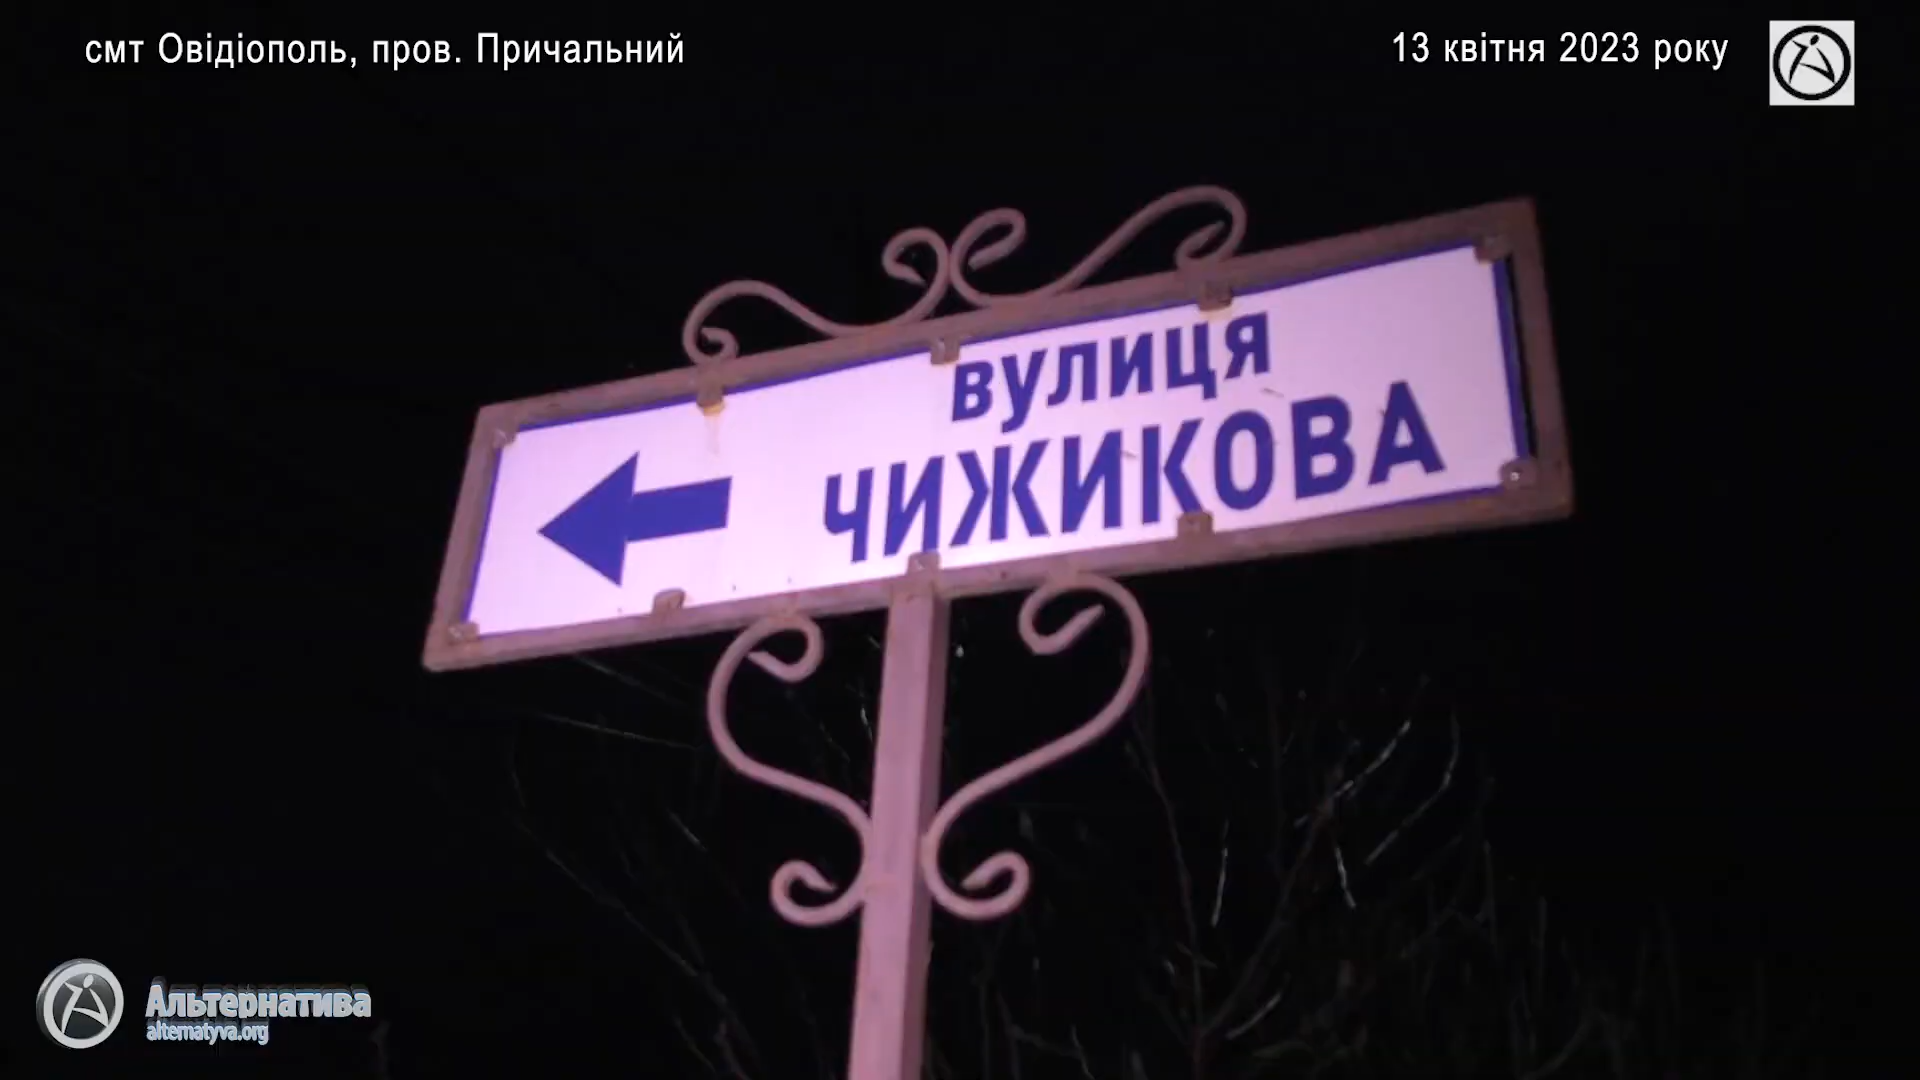 смт Овідіополь, пров. Причальний
13 квітня 2023 року
вулиця
ЧИЖИКОВА
Альтернатива
alternatyva.org